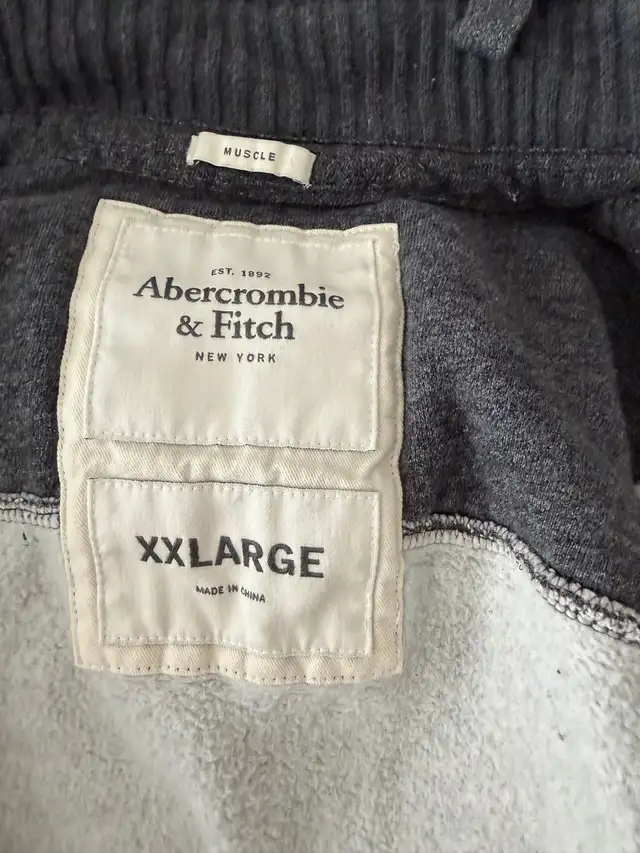 MUSCLE
EST. 1892
Abercrombie
& Fitch
NEW YORK
XXLARGE
MADE IN CHINA